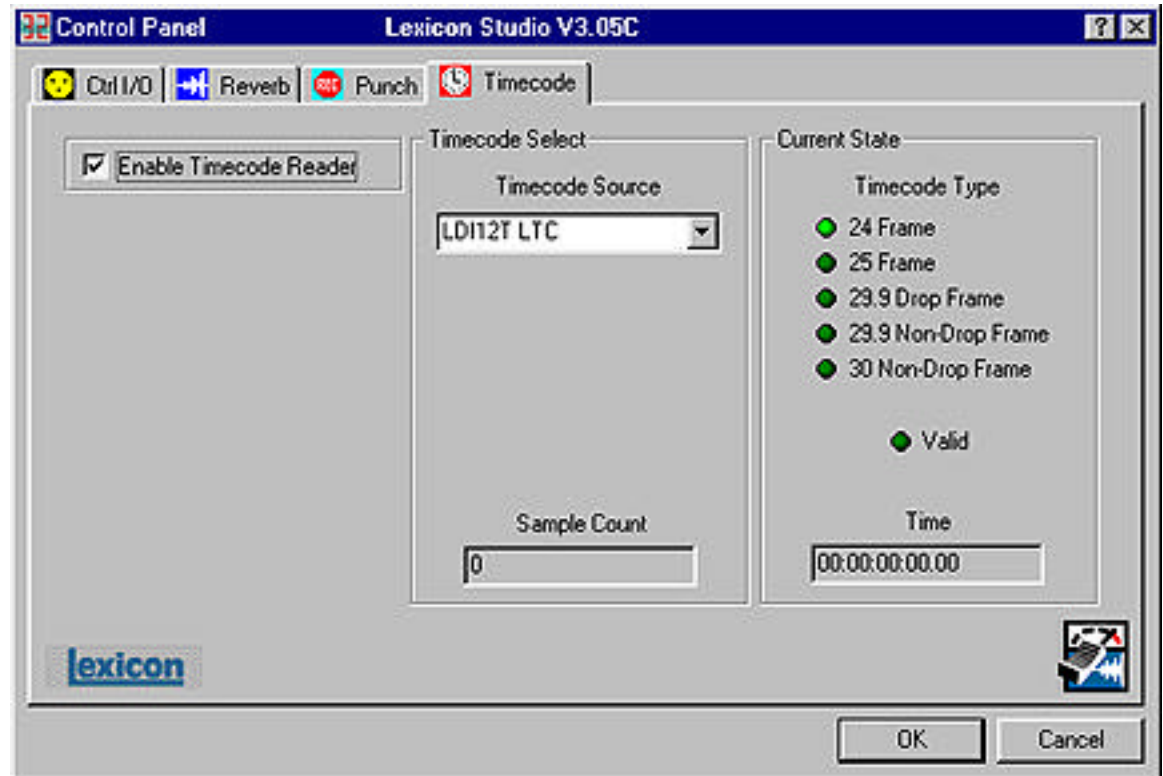 Control Panel Lexicon Studio V3.05C
Ctrl I/O Reverb Punch Timecode
Enable Timecode Reader
Timecode Select
Timecode Source
LDI12T LTC
Sample Count
0
Current State
Timecode Type
24 Frame
25 Frame
29.9 Drop Frame
29.9 Non-Drop Frame
30 Non-Drop Frame
Valid
Time
00:00:00:00.00
lexicon
OK Cancel